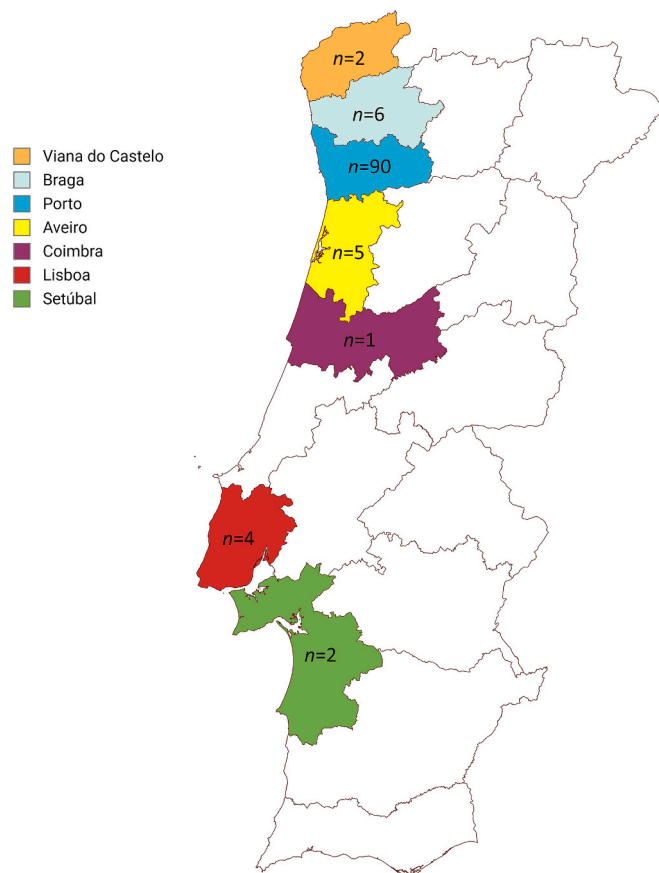 n=2
n=6
n=90
n=5
n=1
n=4
n=2
Viana do Castelo
Braga
Porto
Aveiro
Coimbra
Lisboa
Setúbal